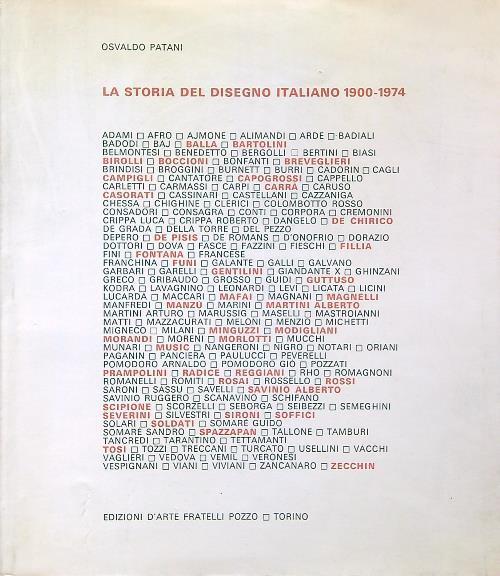 OSVALDO PATANI
LA STORIA DEL DISEGNO ITALIANO 1900-1974
ADAMI □ AFRO □ AJMONE □ ALIMANDI □ ARDE □ BADIALI
BADODI □ BAJ □ BALLA □ BARTOLINI
BELMONTESI □ BENEDETTO □ BERGOLLI □ BERTINI □ BIASI
BIROLLI □ BOCCIONI □ BONFANTI □ BREVEGLIERI
BRINDISI □ BROGGINI □ BURNETT □ BURRI □ CADORIN □ CAGLI
CAMPIGLI □ CANTATORE □ CAPOGROSSI □ CAPPELLO
CARLETTI □ CARMASSI □ CARPI □ CARRÀ □ CARUSO
CASORATI □ CASSINARI □ CASTELLANI □ CAZZANIGA
CHESSA □ CHIGHINE □ CLERICI □ COLOMBOTTO ROSSO
CONSADORI □ CONSAGRA □ CONTI □ CORPORA □ CREMONINI
CRIPPA LUCA □ CRIPPA ROBERTO □ DANGELO □ DE CHIRICO
DE GRADA □ DELLA TORRE □ DEL PEZZO
DEPERO □ DE PISIS □ DE ROMANS □ D'ONOFRIO □ DORAZIO
DOTTORI □ DOVA □ FASCE □ FAZZINI □ FIESCHI □ FILLIA
FINI □ FONTANA □ FRANCESE
FRANCHINA □ FUNI □ GALANTE □ GALLI □ GALVANO
GARBARI □ GARELLI □ GENTILINI □ GIANDANTE X □ GHINZANI
GRECO □ GRIBAUDO □ GROSSO □ GUIDI □ GUTTUSO
KODRA □ LAVAGNINO □ LEONARDI □ LEVI □ LICATA □ LICINI
LUCARDA □ MACCARI □ MAFAI □ MAGNANI □ MAGNELLI
MANFREDI □ MANZÙ □ MARINI □ MARTINI ALBERTO
MARTINI ARTURO □ MARUSSIG □ MASELLI □ MASTROIANNI
MATTI □ MAZZACURATI □ MELONI □ MENZIO □ MICHETTI
MIGNECO □ MILANI □ MINGUZZI □ MODIGLIANI
MORANDI □ MORENI □ MORLOTTI □ MUCCHI
MUNARI □ MUSIC □ NANGERONI □ NIGRO □ NOTARI □ ORIANI
PAGANIN □ PANCIERA □ PAULUCCI □ PEVERELLI
POMODORO ARNALDO □ POMODORO GIÒ □ POZZATI
PRAMPOLINI □ RADICE □ REGGIANI □ RHO □ ROMAGNONI
ROMANELLI □ ROMITI □ ROSAI □ ROSSELLO □ ROSSI
SARONI □ SASSU □ SAVELLI □ SAVINIO ALBERTO
SAVINIO RUGGERO □ SCANAVINO □ SCHIFANO
SCIPIONE □ SCORZELLI □ SEBORGA □ SEIBEZZI □ SEMEGHINI
SEVERINI □ SILVESTRI □ SIRONI □ SOFFICI
SOLARI □ SOLDATI □ SOMARÈ GUIDO
SOMARÈ SANDRO □ SPAZZAPAN □ TALLONE □ TAMBURI
TANCREDI □ TARANTINO □ TETTAMANTI
TOSI □ TOZZI □ TRECCANI □ TURCATO □ USELLINI □ VACCHI
VAGLIERI □ VEDOVA □ VEMIL □ VERONESI
VESPIGNANI □ VIANI □ VIVIANI □ ZANCANARO □ ZECCHIN
EDIZIONI D'ARTE FRATELLI POZZO □ TORINO